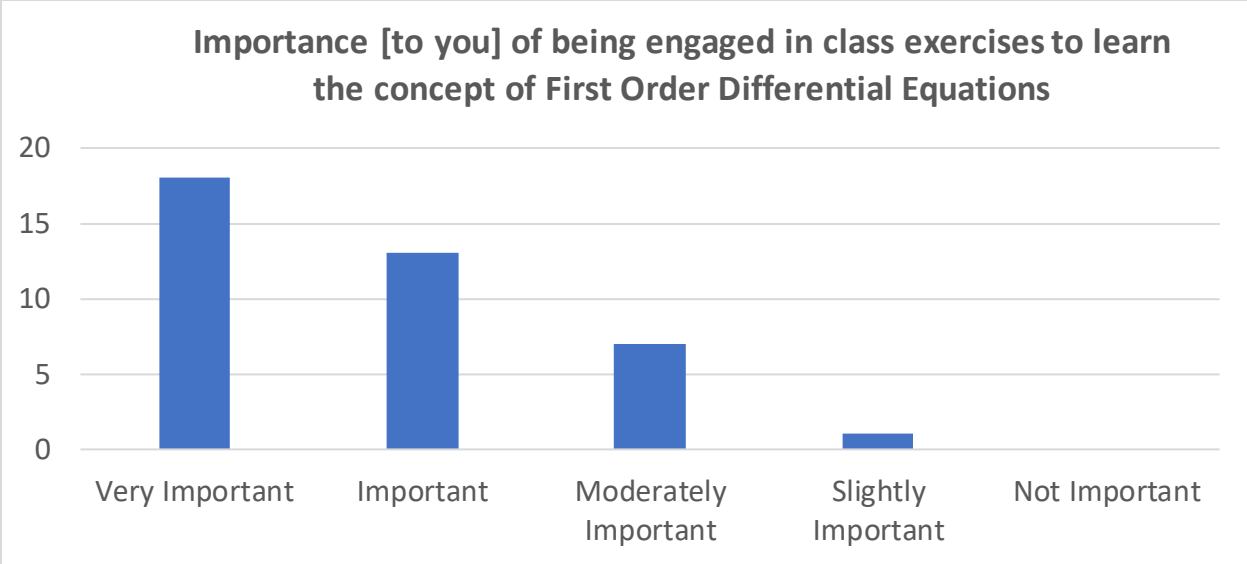 Importance [to you] of being engaged in class exercises to learn
the concept of First Order Differential Equations
20
15
10
5
0
Very Important
Important
Moderately
Important
Slightly
Important
Not Important